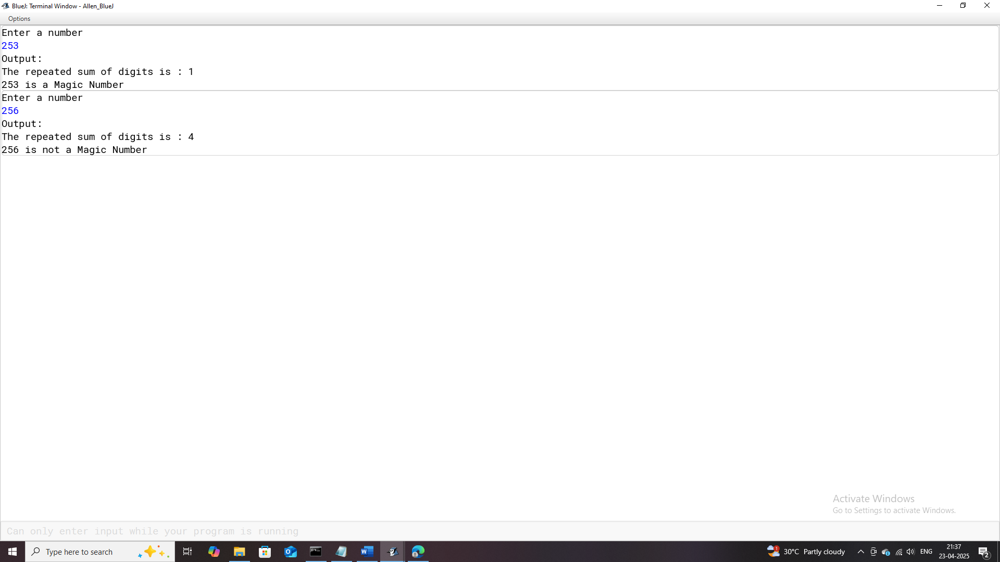 BlueJ: Terminal Window - Allen_BlueJ
Options
Enter a number
253
Output:
The repeated sum of digits is : 1
253 is a Magic Number
Enter a number
256
Output:
The repeated sum of digits is : 4
256 is not a Magic Number
Activate Windows
Go to Settings to activate Windows.
Can only enter input while your program is running
Type here to search
1
30°C Partly cloudy
ENG
21:37
23-04-2025
2